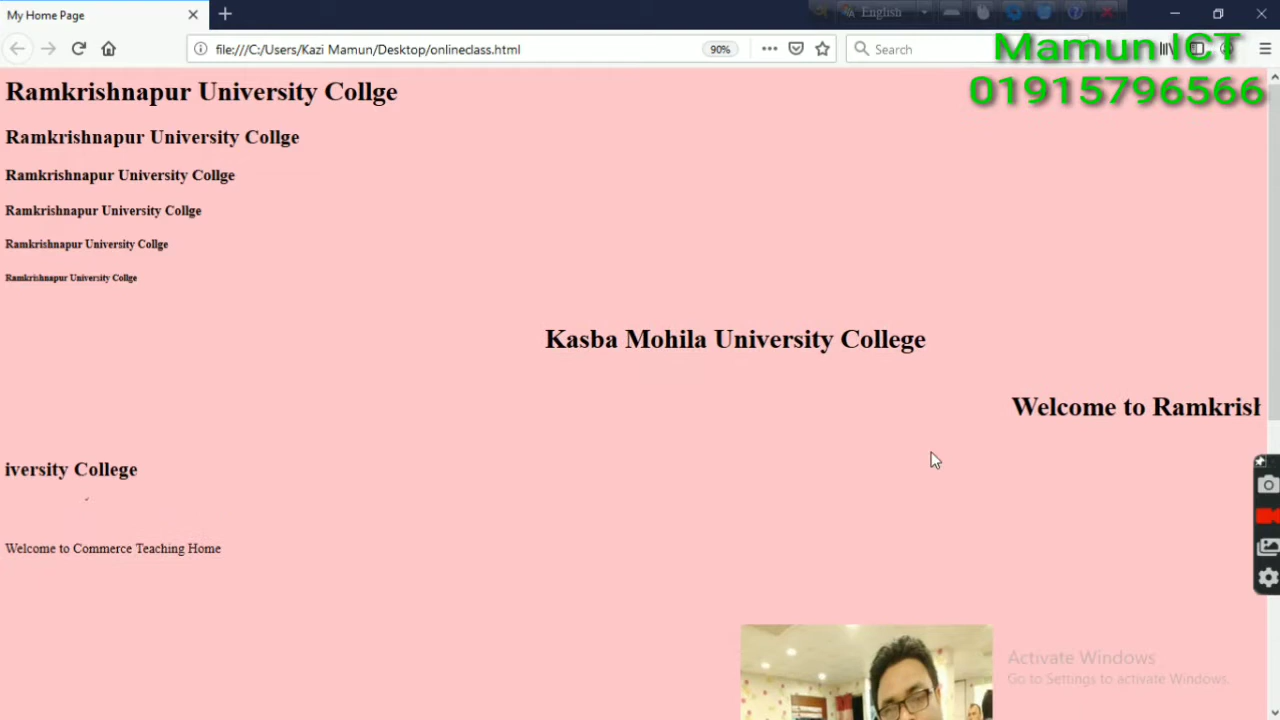 My Home Page
English
file:///C:/Users/Kazi Mamun/Desktop/onlineclass.html
90%
Search
Mamun ICT
01915796566
Ramkrishnapur University Collge
Ramkrishnapur University Collge
Ramkrishnapur University Collge
Ramkrishnapur University Collge
Ramkrishnapur University Collge
Ramkrishnapur University Collge
Kasba Mohila University College
Welcome to Ramkrish
iversity College
Welcome to Commerce Teaching Home
Activate Windows
Go to Settings to activate Windows.